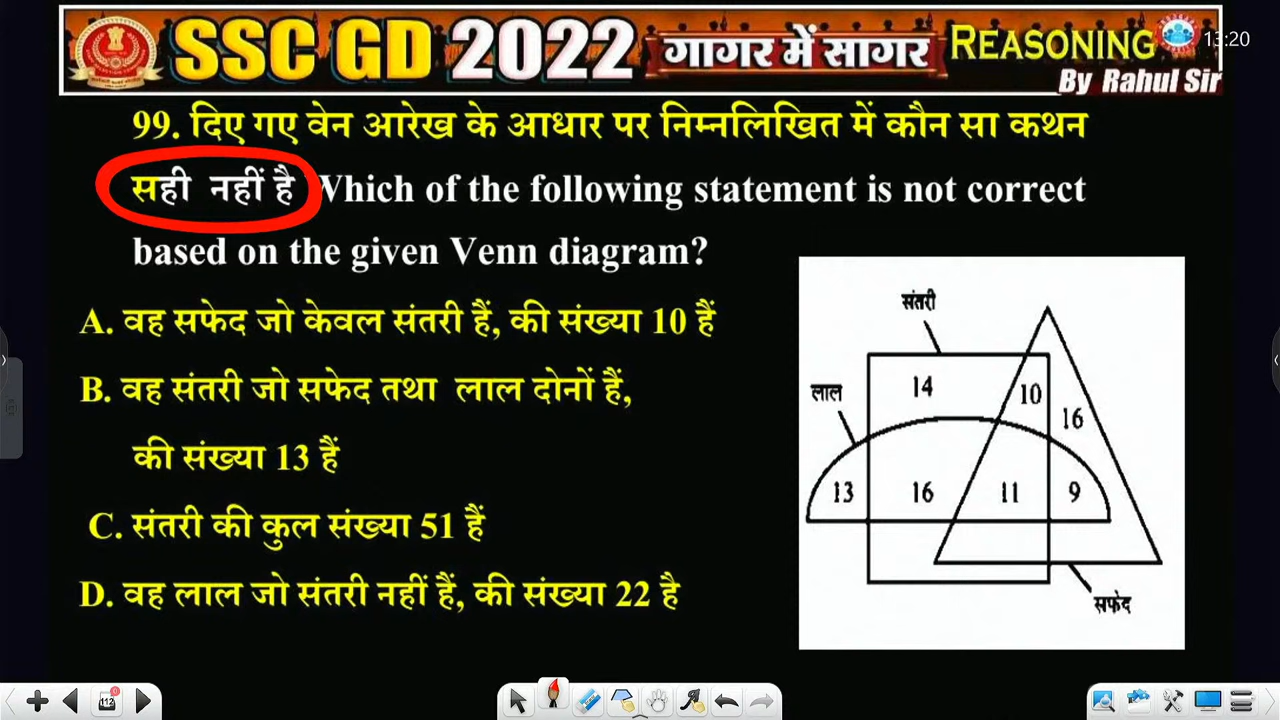 SSC GD 2022 गागर में सागर REASONING
13:20
By Rahul Sir
99. दिए गए वेन आरेख के आधार पर निम्नलिखित में कौन सा कथन
सही नहीं है Which of the following statement is not correct
based on the given Venn diagram?
A. वह सफेद जो केवल संतरी हैं, की संख्या 10 हैं
B. वह संतरी जो सफेद तथा लाल दोनों हैं,
की संख्या 13 हैं
C. संतरी की कुल संख्या 51 हैं
D. वह लाल जो संतरी नहीं हैं, की संख्या 22 है
संतरी
लाल
14
10
16
13
16
11
9
सफेद
112